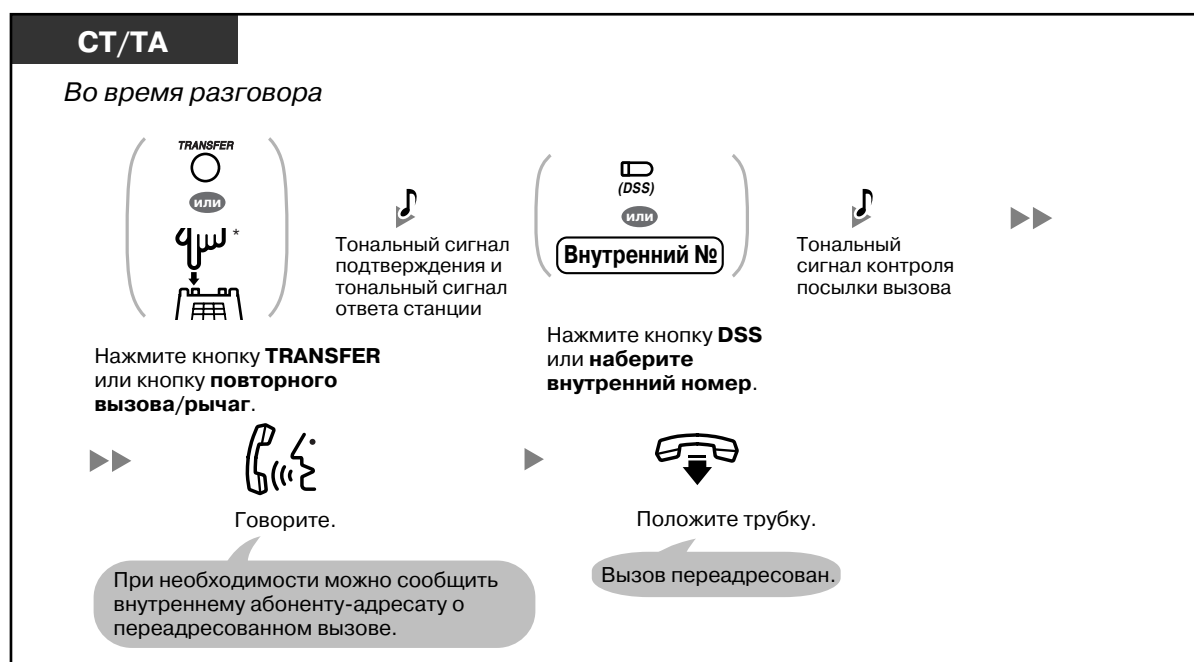 СТ/ТА
Во время разговора
TRANSFER
или
*
Тональный сигнал
подтверждения и
тональный сигнал
ответа станции
Нажмите кнопку TRANSFER
или кнопку повторного
вызова/рычаг.
(DSS)
или
Внутренний №
Нажмите кнопку DSS
или наберите
внутренний номер.
Тональный
сигнал контроля
посылки вызова
Говорите.
При необходимости можно сообщить
внутреннему абоненту-адресату о
переадресованном вызове.
Положите трубку.
Вызов переадресован.